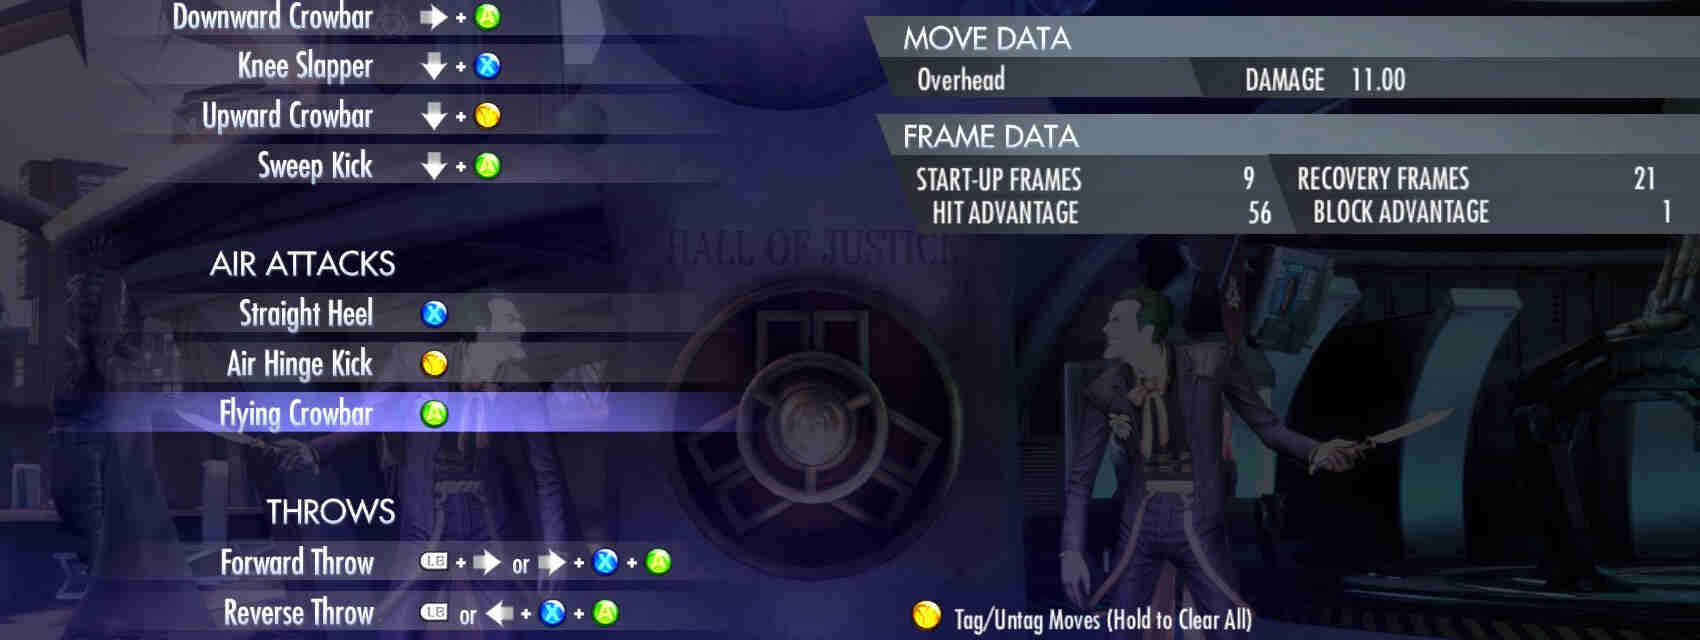 Downward Crowbar + A
Knee Slapper + X
Upward Crowbar + Y
Sweep Kick + A
AIR ATTACKS
Straight Heel X
Air Hinge Kick Y
Flying Crowbar A
THROWS
Forward Throw LB + or + X + A
Reverse Throw LB or + X + A
MOVE DATA
Overhead DAMAGE 11.00
FRAME DATA
START-UP FRAMES 9 RECOVERY FRAMES 21
HIT ADVANTAGE 56 BLOCK ADVANTAGE 1
HALL OF JUSTICE
Y Tag/Untag Moves (Hold to Clear All)